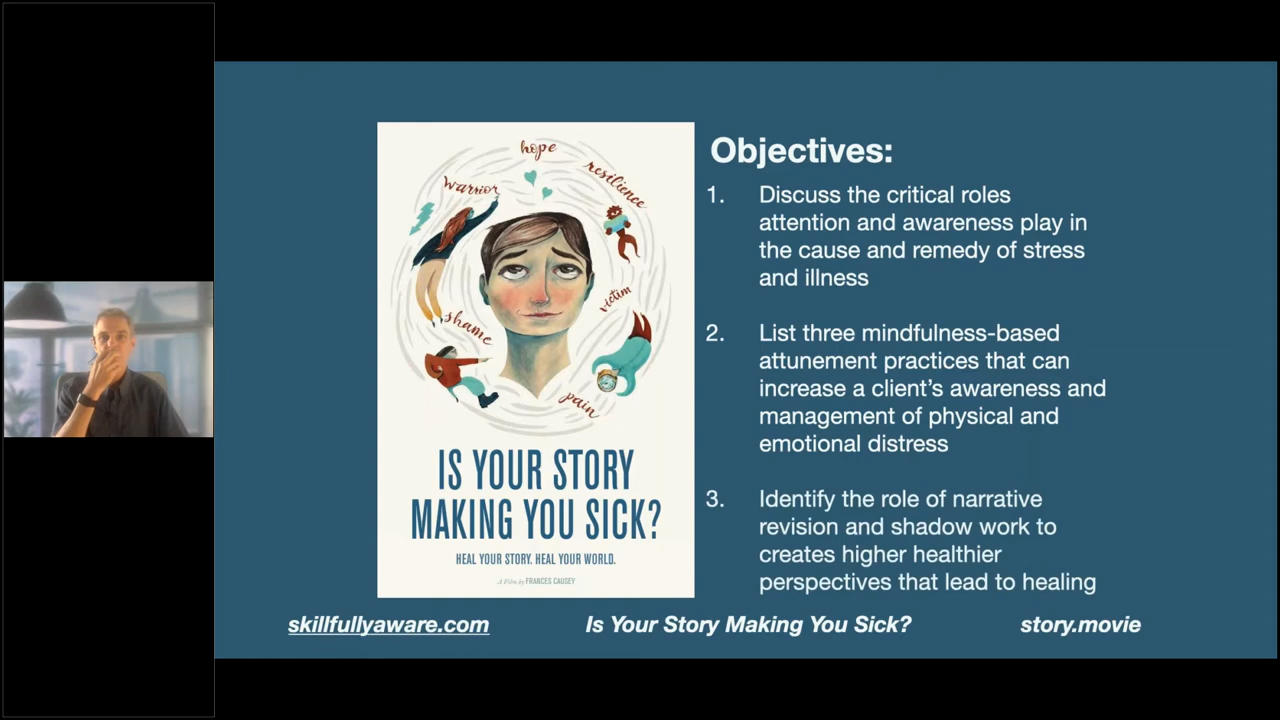 hope
resilience
warrior
victim
shame
pain
IS YOUR STORY
MAKING YOU SICK?
HEAL YOUR STORY. HEAL YOUR WORLD.
A Film by FRANCES CAUSEY
Objectives:
1. Discuss the critical roles
attention and awareness play in
the cause and remedy of stress
and illness
2. List three mindfulness-based
attunement practices that can
increase a client’s awareness and
management of physical and
emotional distress
3. Identify the role of narrative
revision and shadow work to
creates higher healthier
perspectives that lead to healing
skillfullyaware.com
Is Your Story Making You Sick?
story.movie